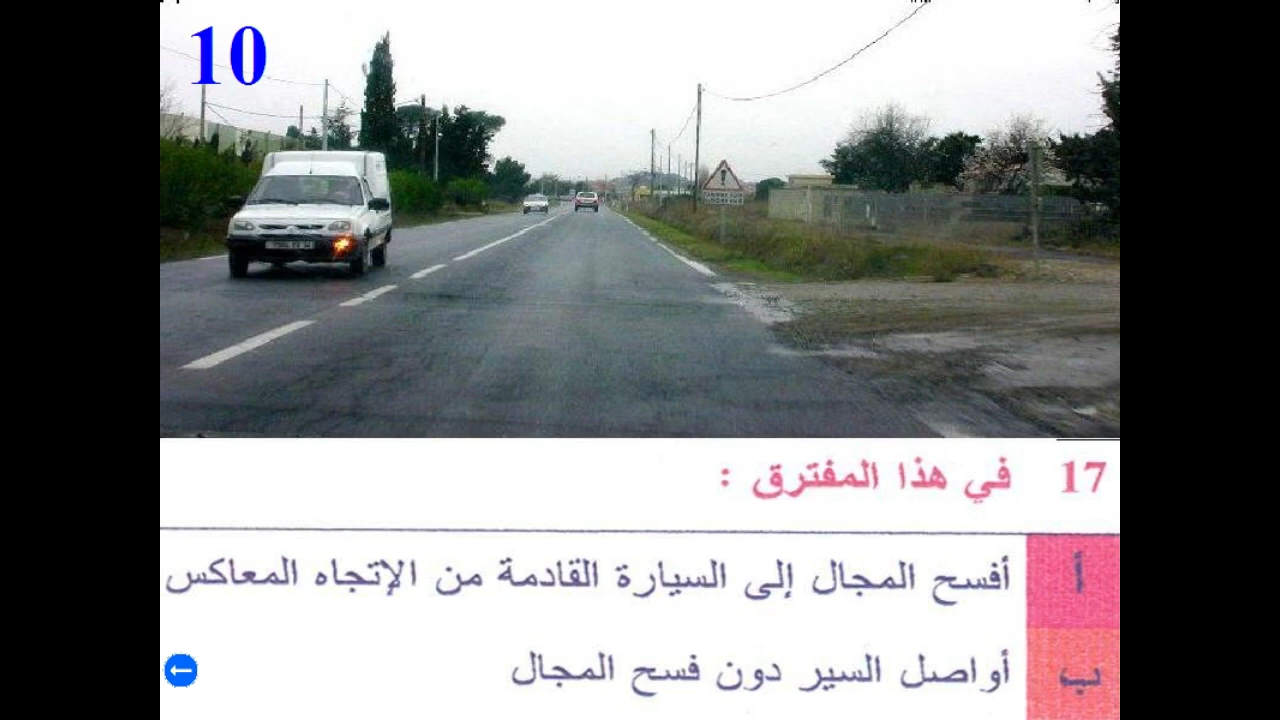 10
17 في هذا المفترق :
أ أفسح المجال إلى السيارة القادمة من الإتجاه المعاكس
ب أواصل السير دون فسح المجال